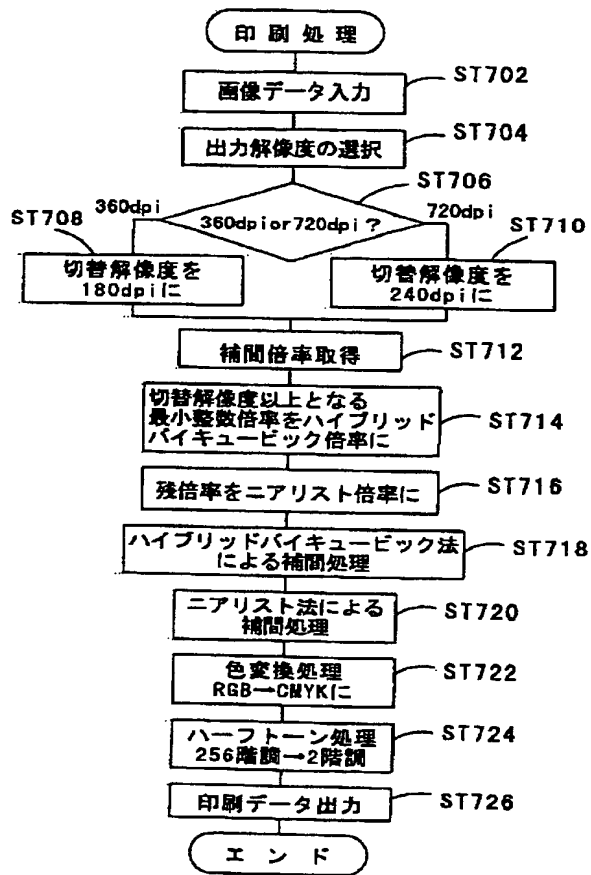 印刷処理
画像データ入力
ST702
出力解像度の選択
ST704
ST706
360dpi
360dpior720dpi?
720dpi
ST708
切替解像度を
180dpiに
ST710
切替解像度を
240dpiに
補間倍率取得
ST712
切替解像度以上となる
最小整数倍率をハイブリッド
バイキュービック倍率に
ST714
残倍率をニアリスト倍率に
ST716
ハイブリッドバイキュービック法
による補間処理
ST718
ニアリスト法による
補間処理
ST720
色変換処理
RGB→CMYKに
ST722
ハーフトーン処理
256階調→2階調
ST724
印刷データ出力
ST726
エンド